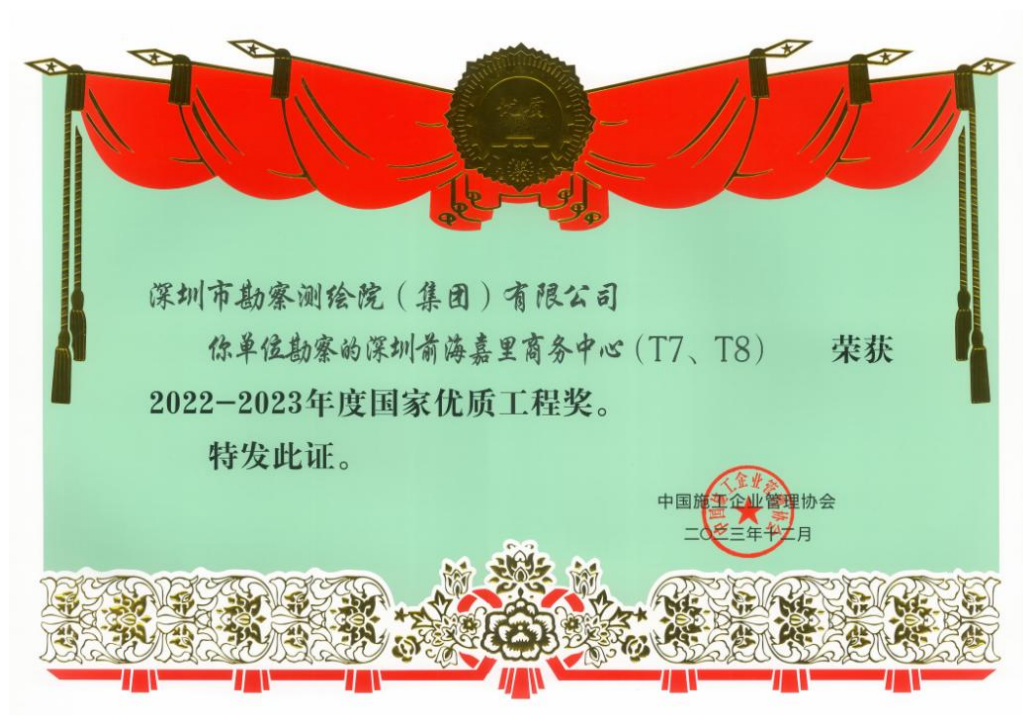 深圳市勘察测绘院（集团）有限公司
你单位勘察的深圳前海嘉里商务中心（T7、T8） 荣获
2022-2023年度国家优质工程奖。
特发此证。
中国施工企业管理协会
二〇二三年十二月